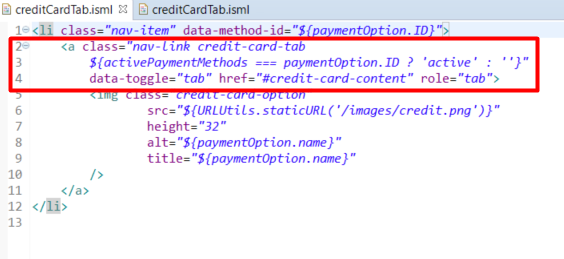 creditCardTab.isml creditCardTab.isml
1 <li class="nav-item" data-method-id="${paymentOption.ID}">
2 <a class="nav-link credit-card-tab
3 ${activePaymentMethods === paymentOption.ID ? 'active' : ''}"
4 data-toggle="tab" href="#credit-card-content" role="tab">
5 <img class="credit-card-option"
6 src="${URLUtils.staticURL('/images/credit.png')}"
7 height="32"
8 alt="${paymentOption.name}"
9 title="${paymentOption.name}"
10 />
11 </a>
12 </li>
13